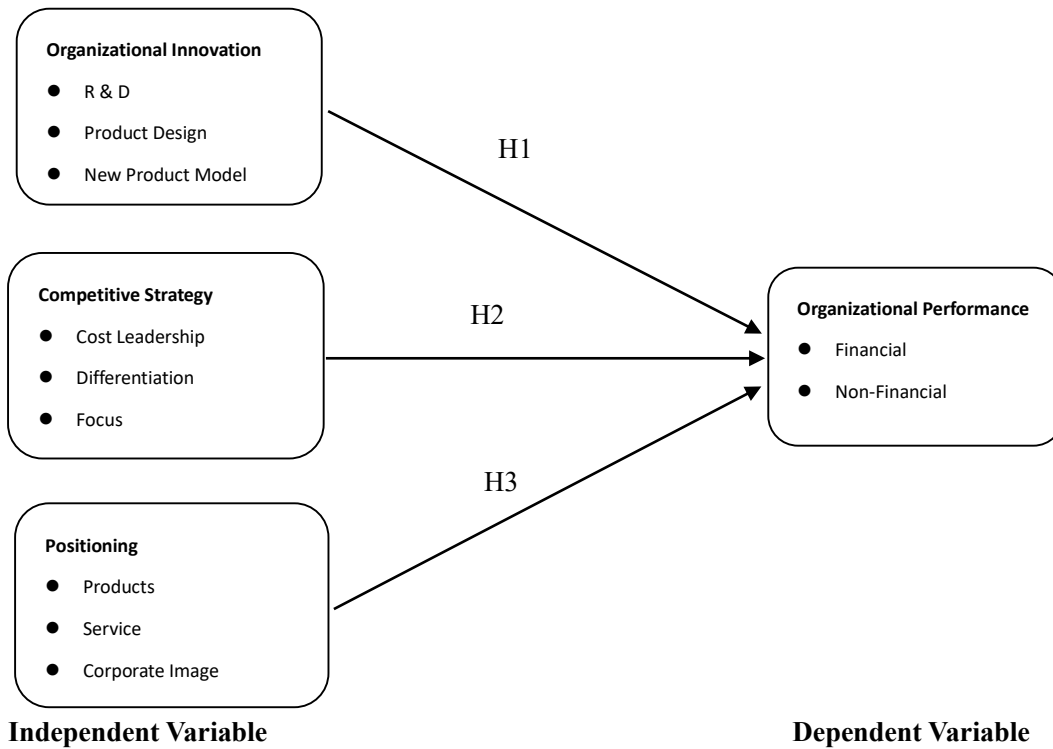 Organizational Innovation
● R & D
● Product Design
● New Product Model
H1
Competitive Strategy
● Cost Leadership
● Differentiation
● Focus
H2
Organizational Performance
● Financial
● Non-Financial
H3
Positioning
● Products
● Service
● Corporate Image
Independent Variable
Dependent Variable